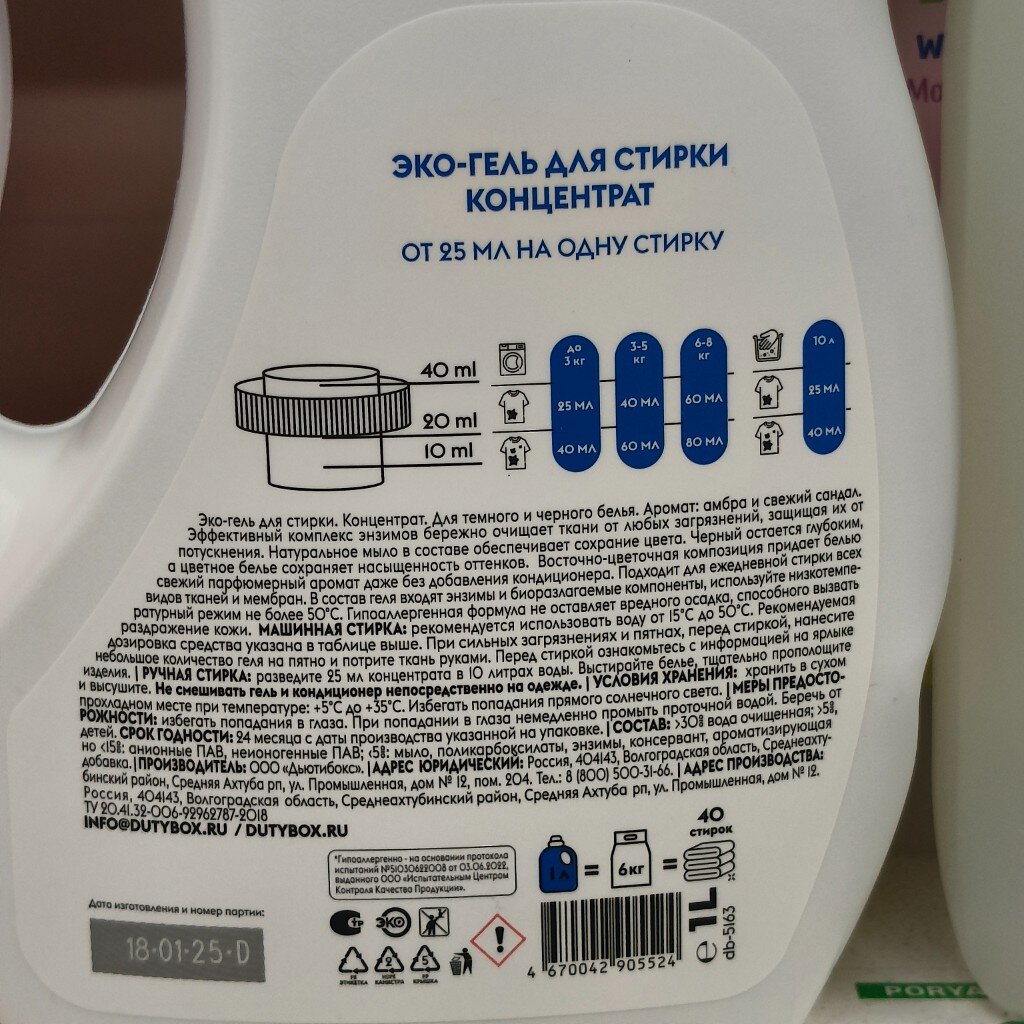 ЭКО-ГЕЛЬ ДЛЯ СТИРКИ
КОНЦЕНТРАТ
ОТ 25 МЛ НА ОДНУ СТИРКУ
40 ml
20 ml
10 ml
до 3 кг
3-5 кг
6-8 кг
10 л
25 МЛ
40 МЛ
60 МЛ
25 МЛ
40 МЛ
60 МЛ
80 МЛ
40 МЛ
Эко-гель для стирки. Концентрат. Для темного и черного белья. Аромат: амбра и свежий сандал.
Эффективный комплекс энзимов бережно очищает ткани от любых загрязнений, защищая их от
потускнения. Натуральное мыло в составе обеспечивает сохрание цвета. Черный остается глубоким,
а цветное белье сохраняет насыщенность оттенков. Восточно-цветочная композиция придает белью
свежий парфюмерный аромат даже без добавления кондиционера. Подходит для ежедневной стирки всех
видов тканей и мембран. В состав геля входят энзимы и биоразлагаемые компоненты, используйте низкотемпе-
ратурный режим не более 50°С. Гипоаллергенная формула не оставляет вредного осадка, способного вызвать
раздражение кожи. МАШИННАЯ СТИРКА: рекомендуется использовать воду от 15°С до 50°С. Рекомендуемая
дозировка средства указана в таблице выше. При сильных загрязнениях и пятнах, перед стиркой, нанесите
небольшое количество геля на пятно и потрите ткань руками. Перед стиркой ознакомьтесь с информацией на ярлыке
изделия. | РУЧНАЯ СТИРКА: разведите 25 мл концентрата в 10 литрах воды. Выстирайте белье, тщательно прополощите
и высушите. Не смешивать гель и кондиционер непосредственно на одежде. | УСЛОВИЯ ХРАНЕНИЯ: хранить в сухом
прохладном месте при температуре: +5°С до +35°С. Избегать попадания прямого солнечного света. | МЕРЫ ПРЕДОСТО-
РОЖНОСТИ: избегать попадания в глаза. При попадании в глаза немедленно промыть проточной водой. Беречь от
детей. СРОК ГОДНОСТИ: 24 месяца с даты производства указанной на упаковке. | СОСТАВ: >30% вода очищенная; >5%,
но <15%: анионные ПАВ, неионогенные ПАВ; <5%: мыло, поликарбоксилаты, энзимы, консервант, ароматизирующая
добавка. | ПРОИЗВОДИТЕЛЬ: ООО «Дьютибокс». | АДРЕС ЮРИДИЧЕСКИЙ: Россия, 404143, Волгоградская область, Среднеахту-
бинский район, Средняя Ахтуба рп, ул. Промышленная, дом № 12, пом. 204. Тел.: 8 (800) 500-31-66. | АДРЕС ПРОИЗВОДСТВА:
Россия, 404143, Волгоградская область, Среднеахтубинский район, Средняя Ахтуба рп, ул. Промышленная, дом № 12.
ТУ 20.41.32-006-92962787-2018
INFO@DUTYBOX.RU / DUTYBOX.RU
*Гипоаллергенно - на основании протокола
испытаний №51030622008 от 03.06.2022,
выданного ООО «Испытательным Центром
Контроля Качества Продукции».
1 л = 6 кг = 40 стирок
Дата изготовления и номер партии:
18·01·25·D
ЭКО
PE
ЭТИКЕТКА
2
HDPE
КАНИСТРА
5
PP
КРЫШКА
4 670042 905524
e 1L
db-5163
W
Mo
PORYA